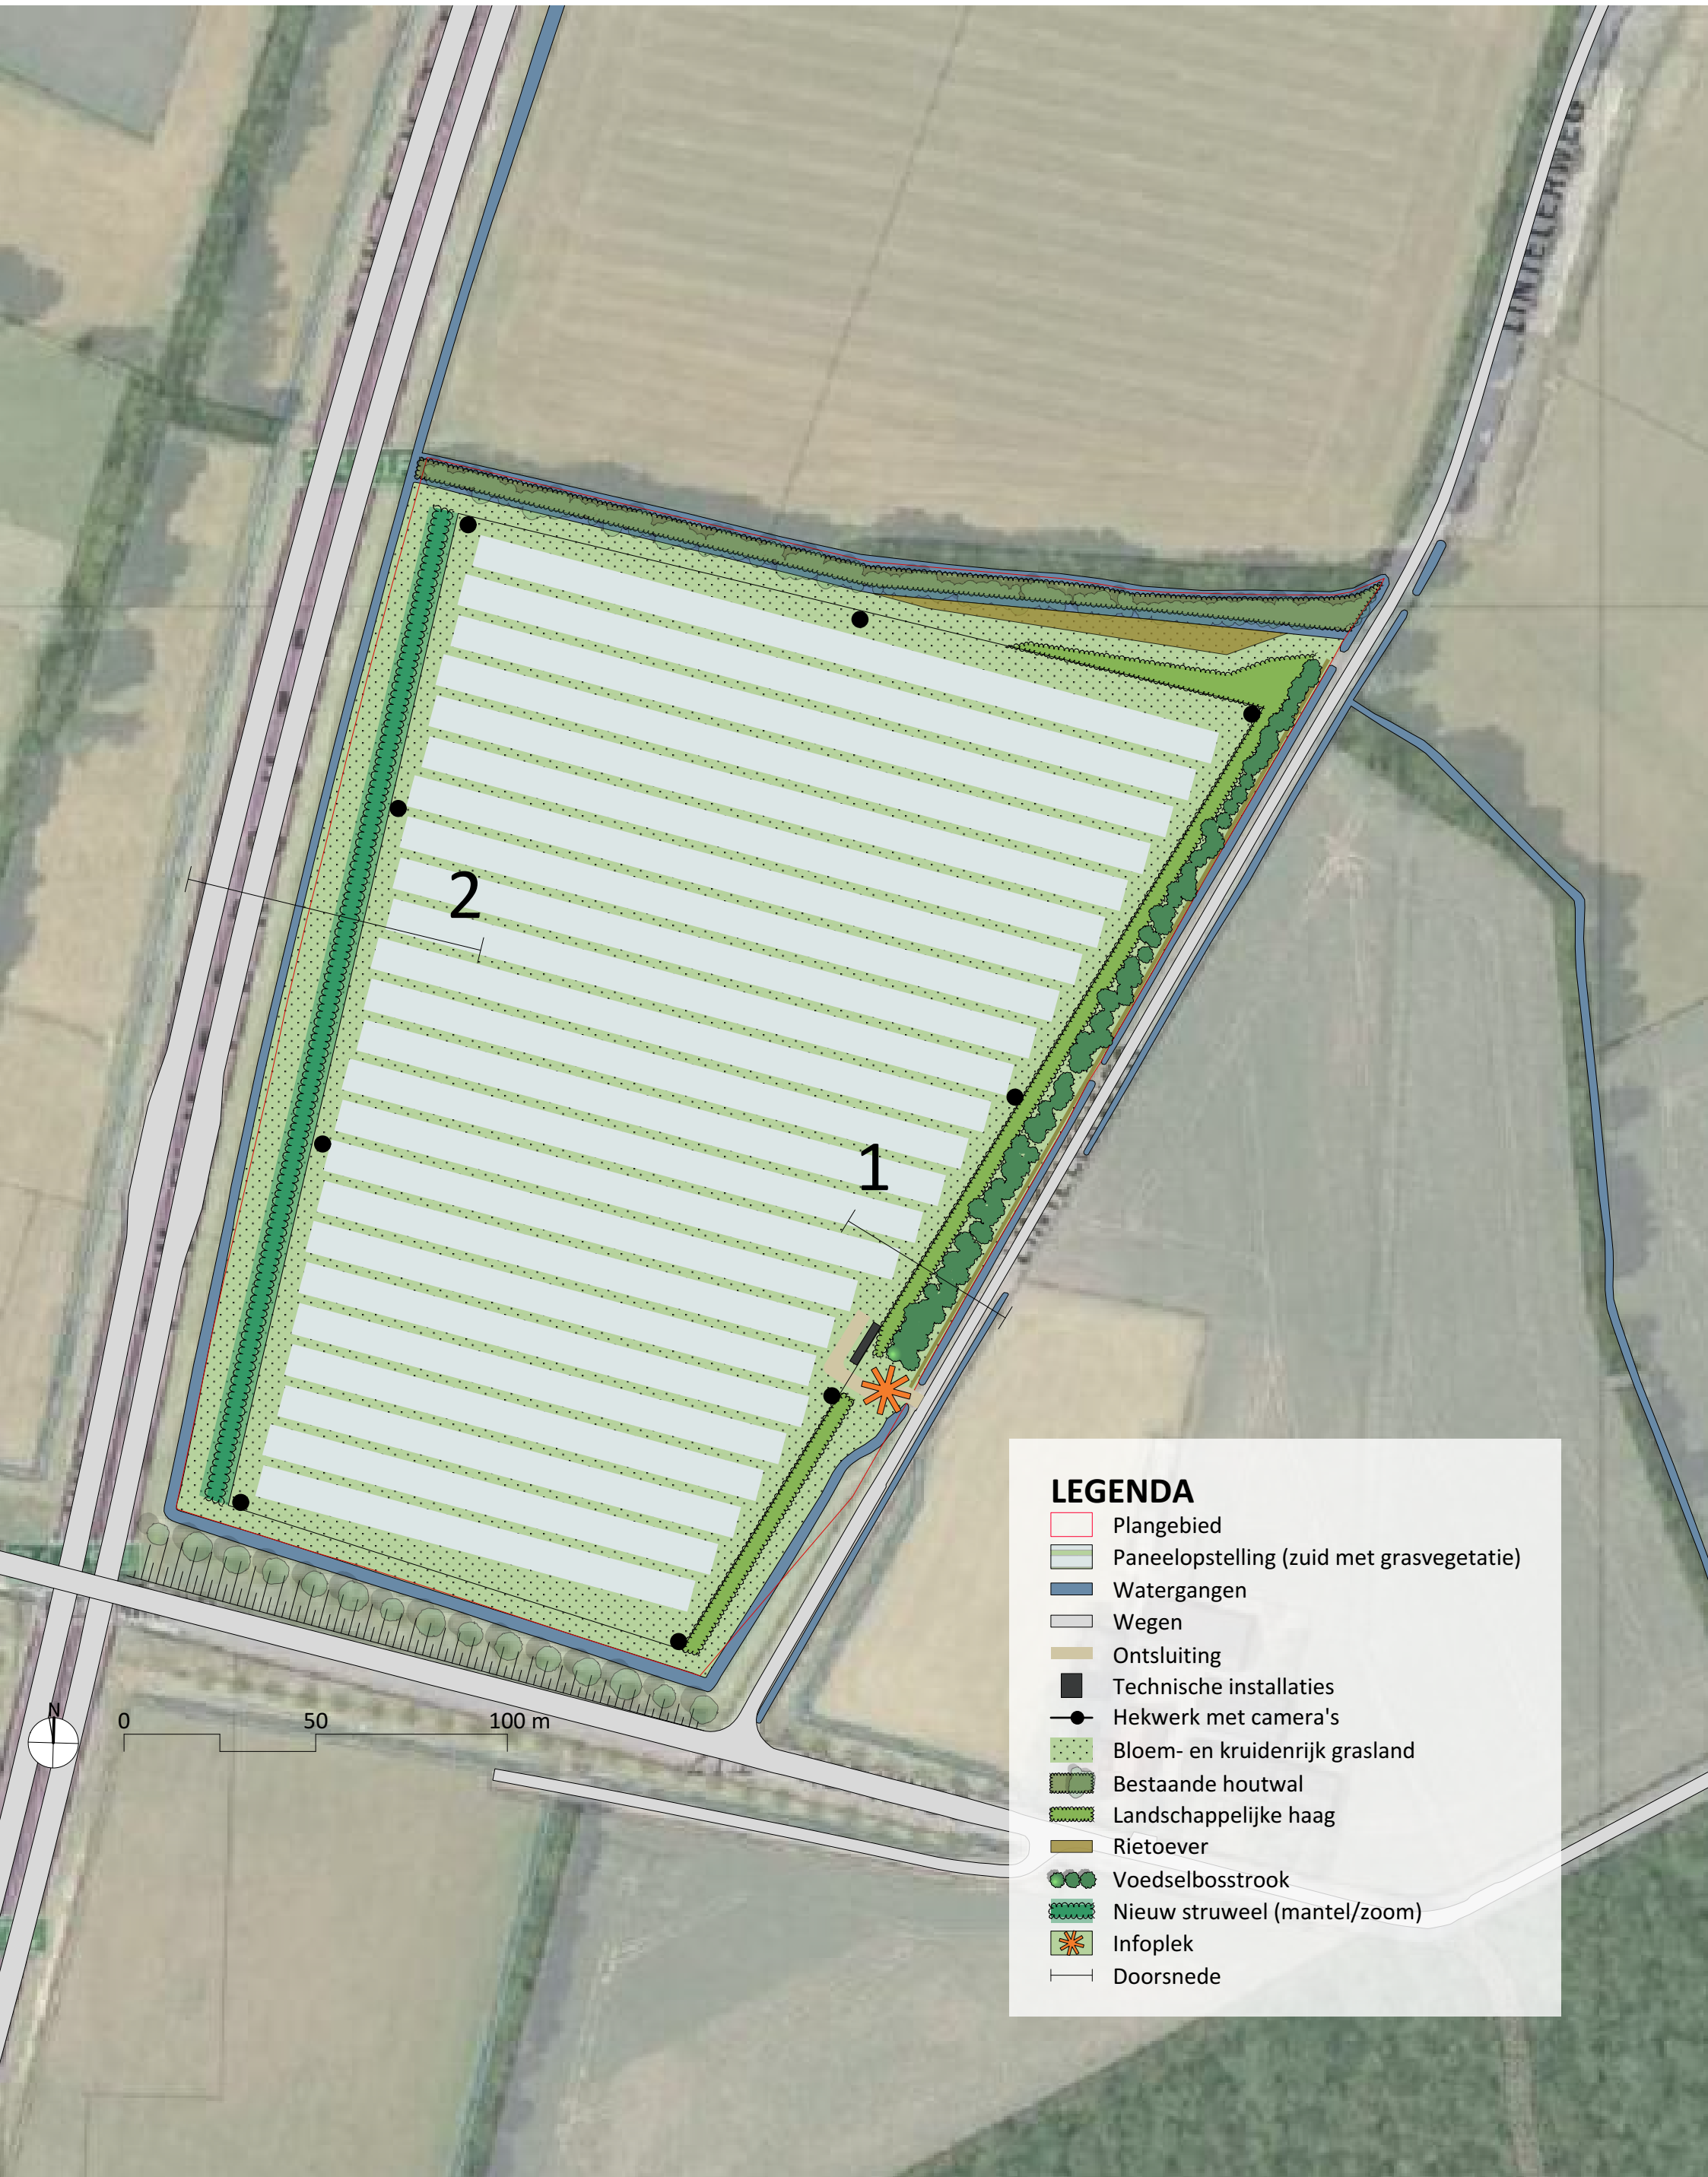 LINTELERWEG
2
1
N
0 50 100 m
LEGENDA
Plangebied
Paneelopstelling (zuid met grasvegetatie)
Watergangen
Wegen
Ontsluiting
Technische installaties
Hekwerk met camera's
Bloem- en kruidenrijk grasland
Bestaande houtwal
Landschappelijke haag
Rietoever
Voedselbosstrook
Nieuw struweel (mantel/zoom)
Infoplek
Doorsnede